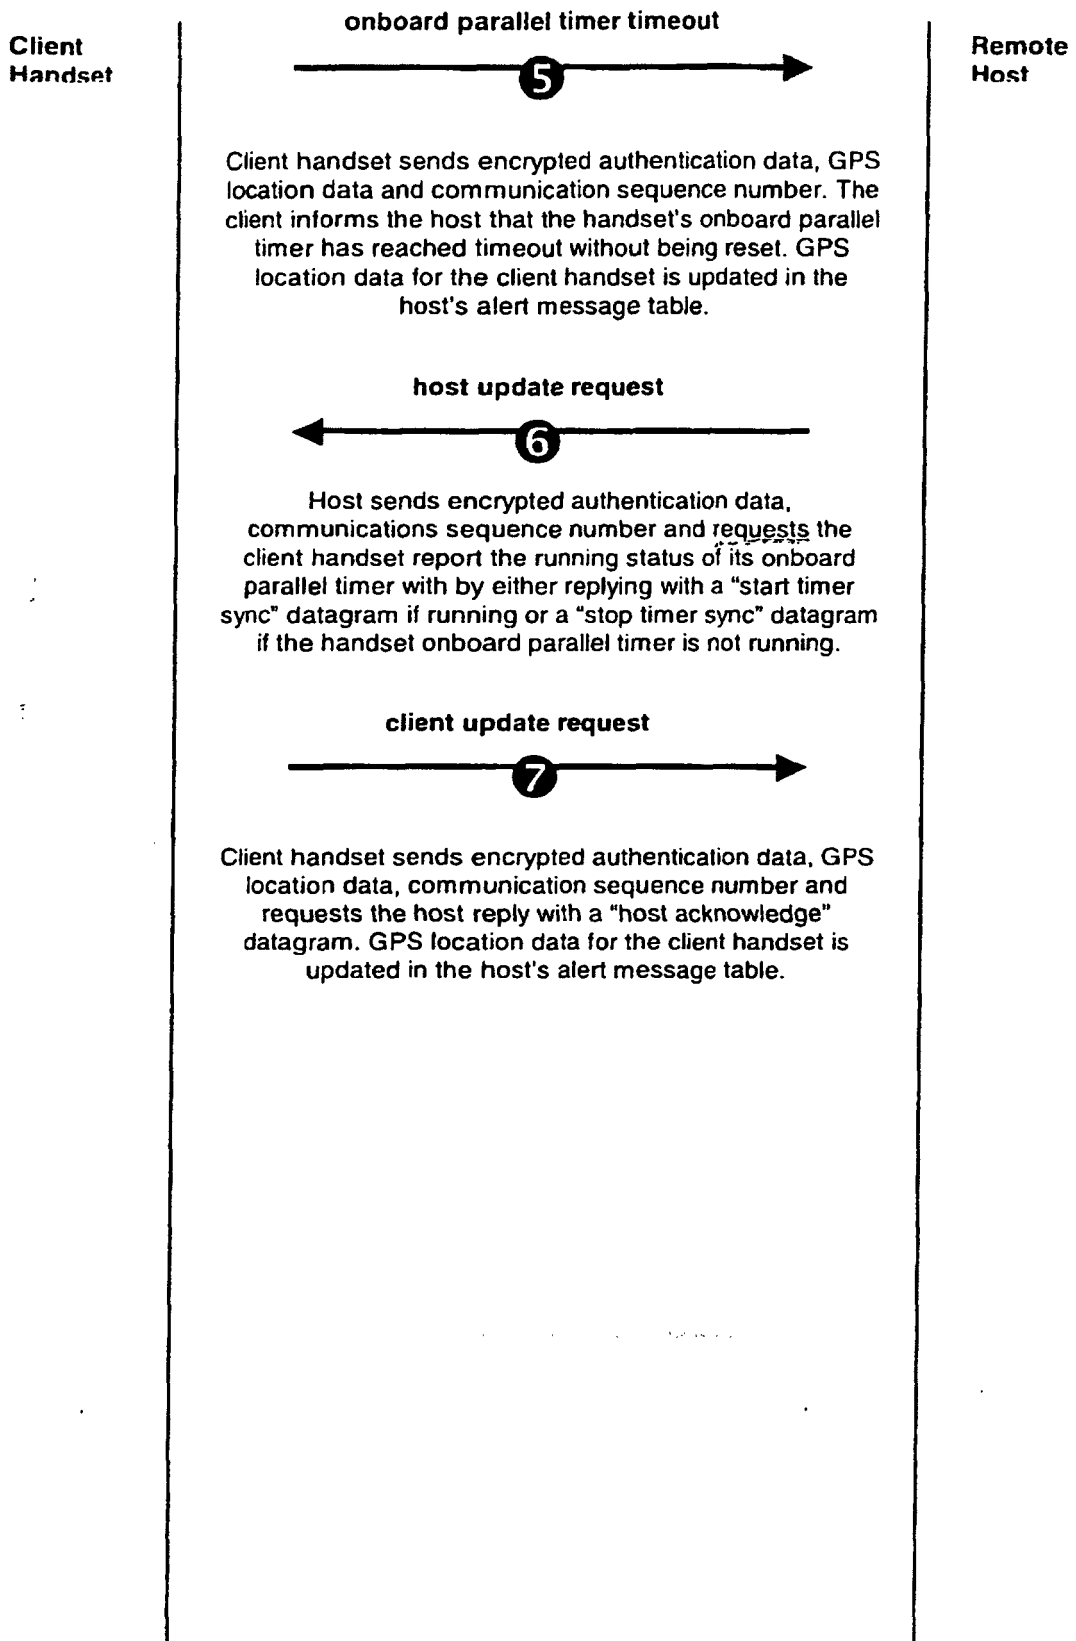 onboard parallel timer timeout
Client
Handset
Remote
Host
5
Client handset sends encrypted authentication data, GPS
location data and communication sequence number. The
client informs the host that the handset's onboard parallel
timer has reached timeout without being reset. GPS
location data for the client handset is updated in the
host's alert message table.
host update request
6
Host sends encrypted authentication data,
communications sequence number and requests the
client handset report the running status of its onboard
parallel timer with by either replying with a "start timer
sync" datagram if running or a "stop timer sync" datagram
if the handset onboard parallel timer is not running.
client update request
7
Client handset sends encrypted authentication data, GPS
location data, communication sequence number and
requests the host reply with a "host acknowledge"
datagram. GPS location data for the client handset is
updated in the host's alert message table.